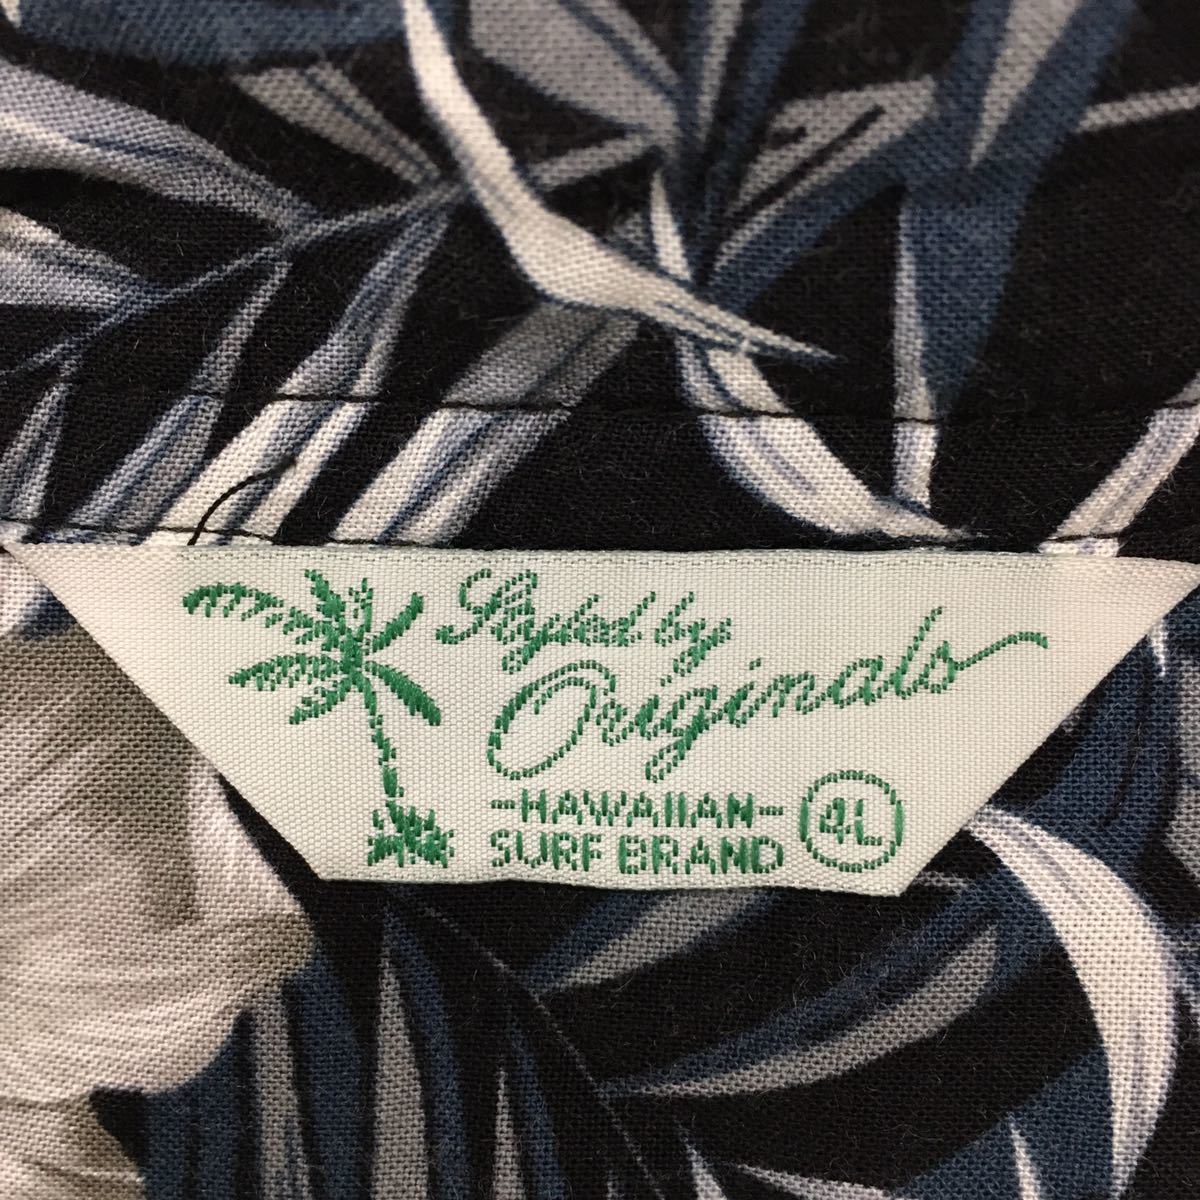 Styled by
Originals
-HAWAIIAN-
SURF BRAND 4L